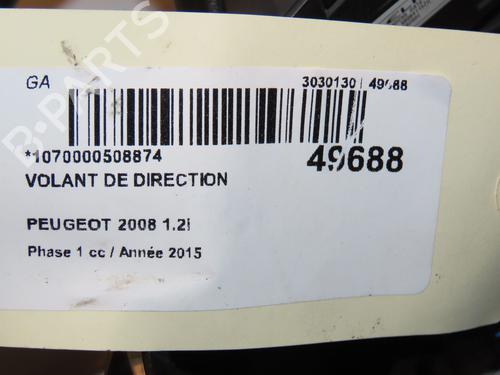 GA
3030130 | 49688
*1070000508874
49688
VOLANT DE DIRECTION
PEUGEOT 2008 1.2i
Phase 1 cc / Année 2015
B-PARTS